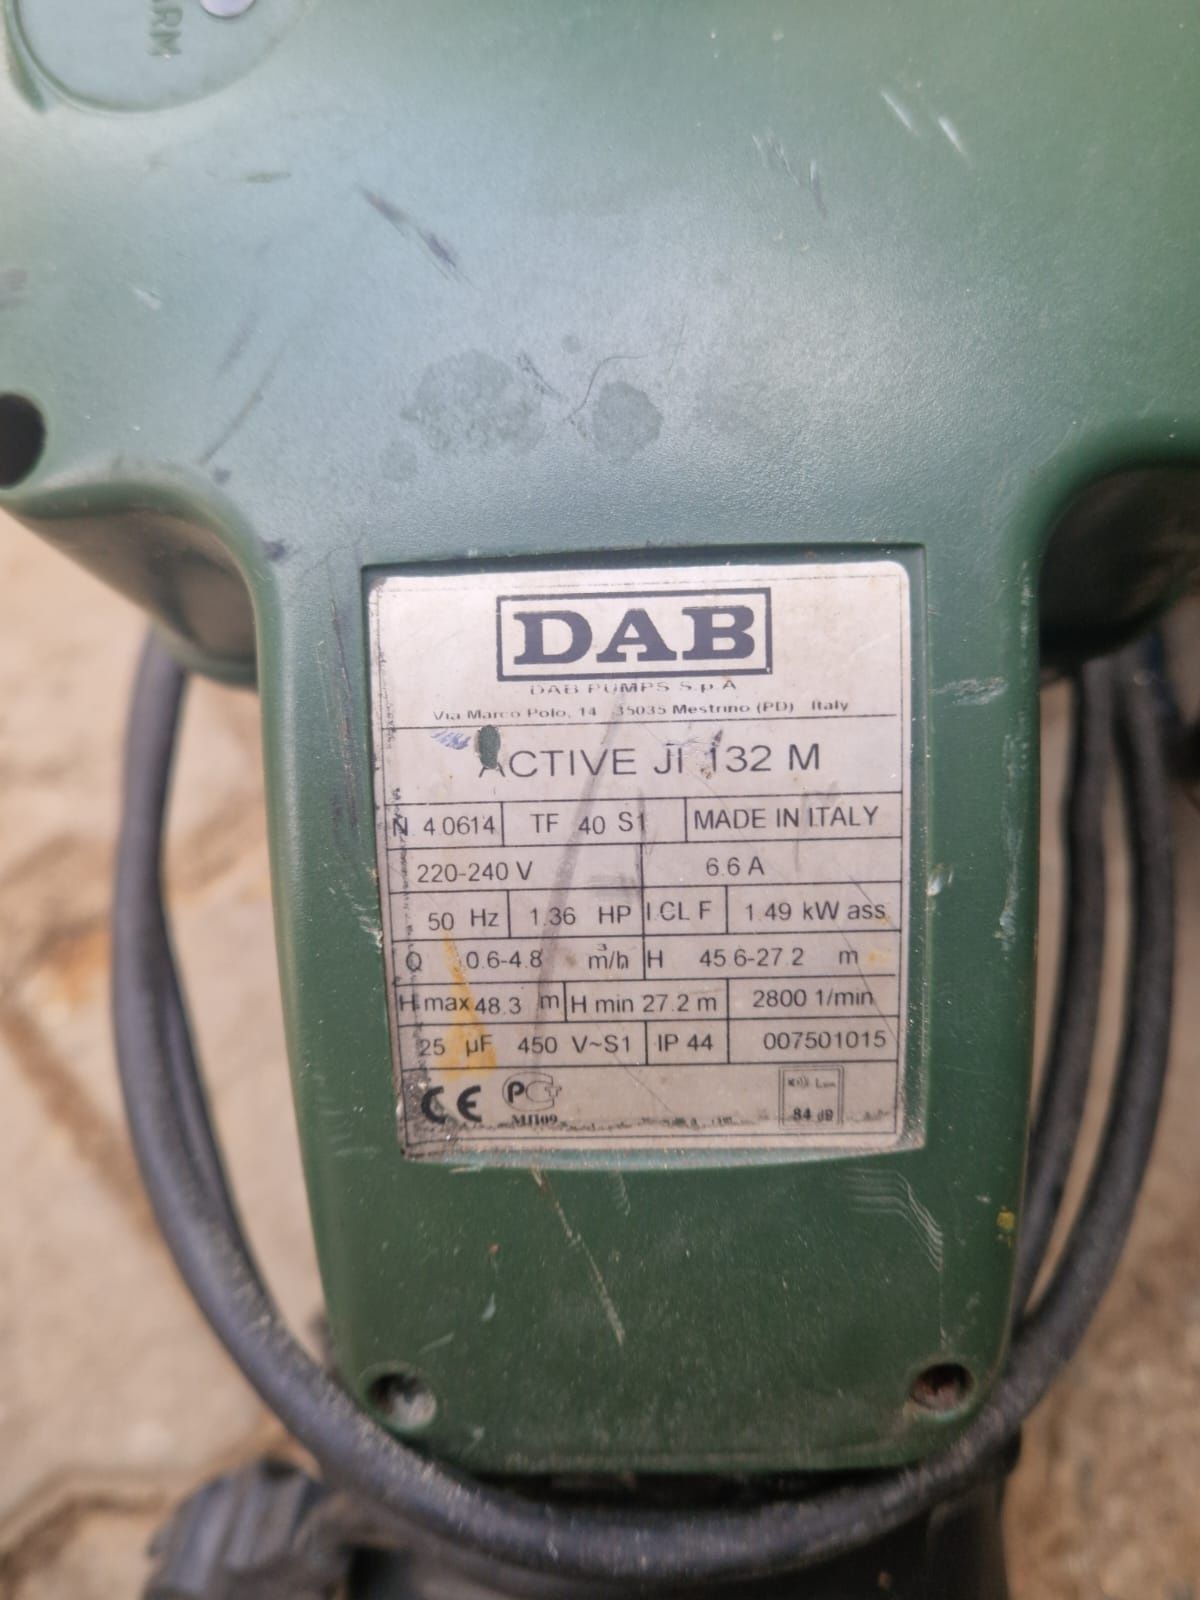 ARM
DAB
DAB PUMPS S.p.A
Via Marco Polo, 14 35035 Mestrino (PD) Italy
ACTIVE JI 132 M
N. 4.0614 TF 40 S1 MADE IN ITALY
220-240 V 6.6 A
50 Hz 1.36 HP I.CL F 1.49 kW ass
Q 0.6-4.8 m³/h H 45.6-27.2 m
H max 48.3 m H min 27.2 m 2800 1/min
25 µF 450 V~S1 IP 44 007501015
CE PG
84 dB